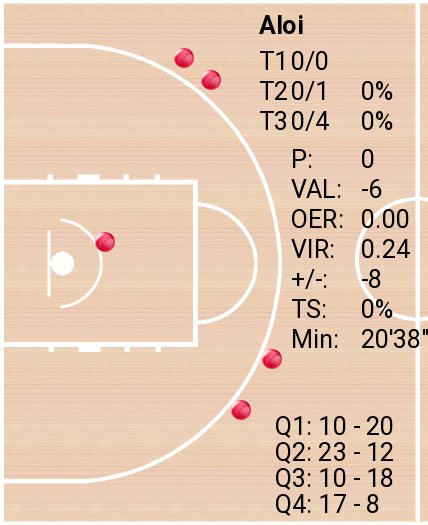 Aloi
T1 0/0
T2 0/1 0%
T3 0/4 0%
P: 0
VAL: -6
OER: 0.00
VIR: 0.24
+/-: -8
TS: 0%
Min: 20'38"
Q1: 10 - 20
Q2: 23 - 12
Q3: 10 - 18
Q4: 17 - 8